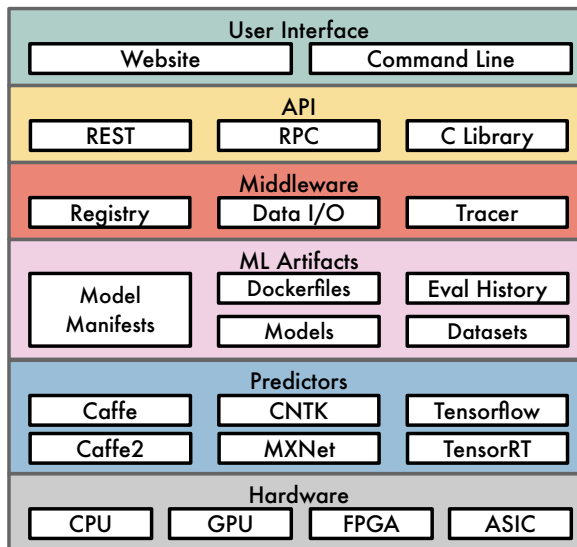 User Interface
Website
Command Line
API
REST
RPC
C Library
Middleware
Registry
Data I/O
Tracer
ML Artifacts
Model
Manifests
Dockerfiles
Eval History
Models
Datasets
Predictors
Caffe
CNTK
Tensorflow
Caffe2
MXNet
TensorRT
Hardware
CPU
GPU
FPGA
ASIC